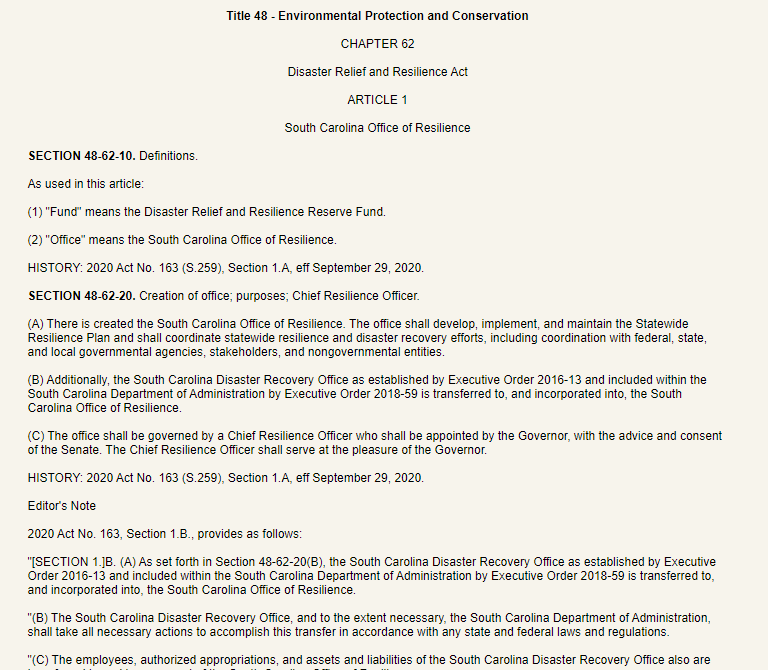 Title 48 - Environmental Protection and Conservation
CHAPTER 62
Disaster Relief and Resilience Act
ARTICLE 1
South Carolina Office of Resilience
SECTION 48-62-10. Definitions.
As used in this article:
(1) "Fund" means the Disaster Relief and Resilience Reserve Fund.
(2) "Office" means the South Carolina Office of Resilience.
HISTORY: 2020 Act No. 163 (S.259), Section 1.A, eff September 29, 2020.
SECTION 48-62-20. Creation of office; purposes; Chief Resilience Officer.
(A) There is created the South Carolina Office of Resilience. The office shall develop, implement, and maintain the Statewide
Resilience Plan and shall coordinate statewide resilience and disaster recovery efforts, including coordination with federal, state,
and local governmental agencies, stakeholders, and nongovernmental entities.
(B) Additionally, the South Carolina Disaster Recovery Office as established by Executive Order 2016-13 and included within the
South Carolina Department of Administration by Executive Order 2018-59 is transferred to, and incorporated into, the South
Carolina Office of Resilience.
(C) The office shall be governed by a Chief Resilience Officer who shall be appointed by the Governor, with the advice and consent
of the Senate. The Chief Resilience Officer shall serve at the pleasure of the Governor.
HISTORY: 2020 Act No. 163 (S.259), Section 1.A, eff September 29, 2020.
Editor's Note
2020 Act No. 163, Section 1.B., provides as follows:
"[SECTION 1.]B. (A) As set forth in Section 48-62-20(B), the South Carolina Disaster Recovery Office as established by Executive
Order 2016-13 and included within the South Carolina Department of Administration by Executive Order 2018-59 is transferred to,
and incorporated into, the South Carolina Office of Resilience.
"(B) The South Carolina Disaster Recovery Office, and to the extent necessary, the South Carolina Department of Administration,
shall take all necessary actions to accomplish this transfer in accordance with any state and federal laws and regulations.
"(C) The employees, authorized appropriations, and assets and liabilities of the South Carolina Disaster Recovery Office also are